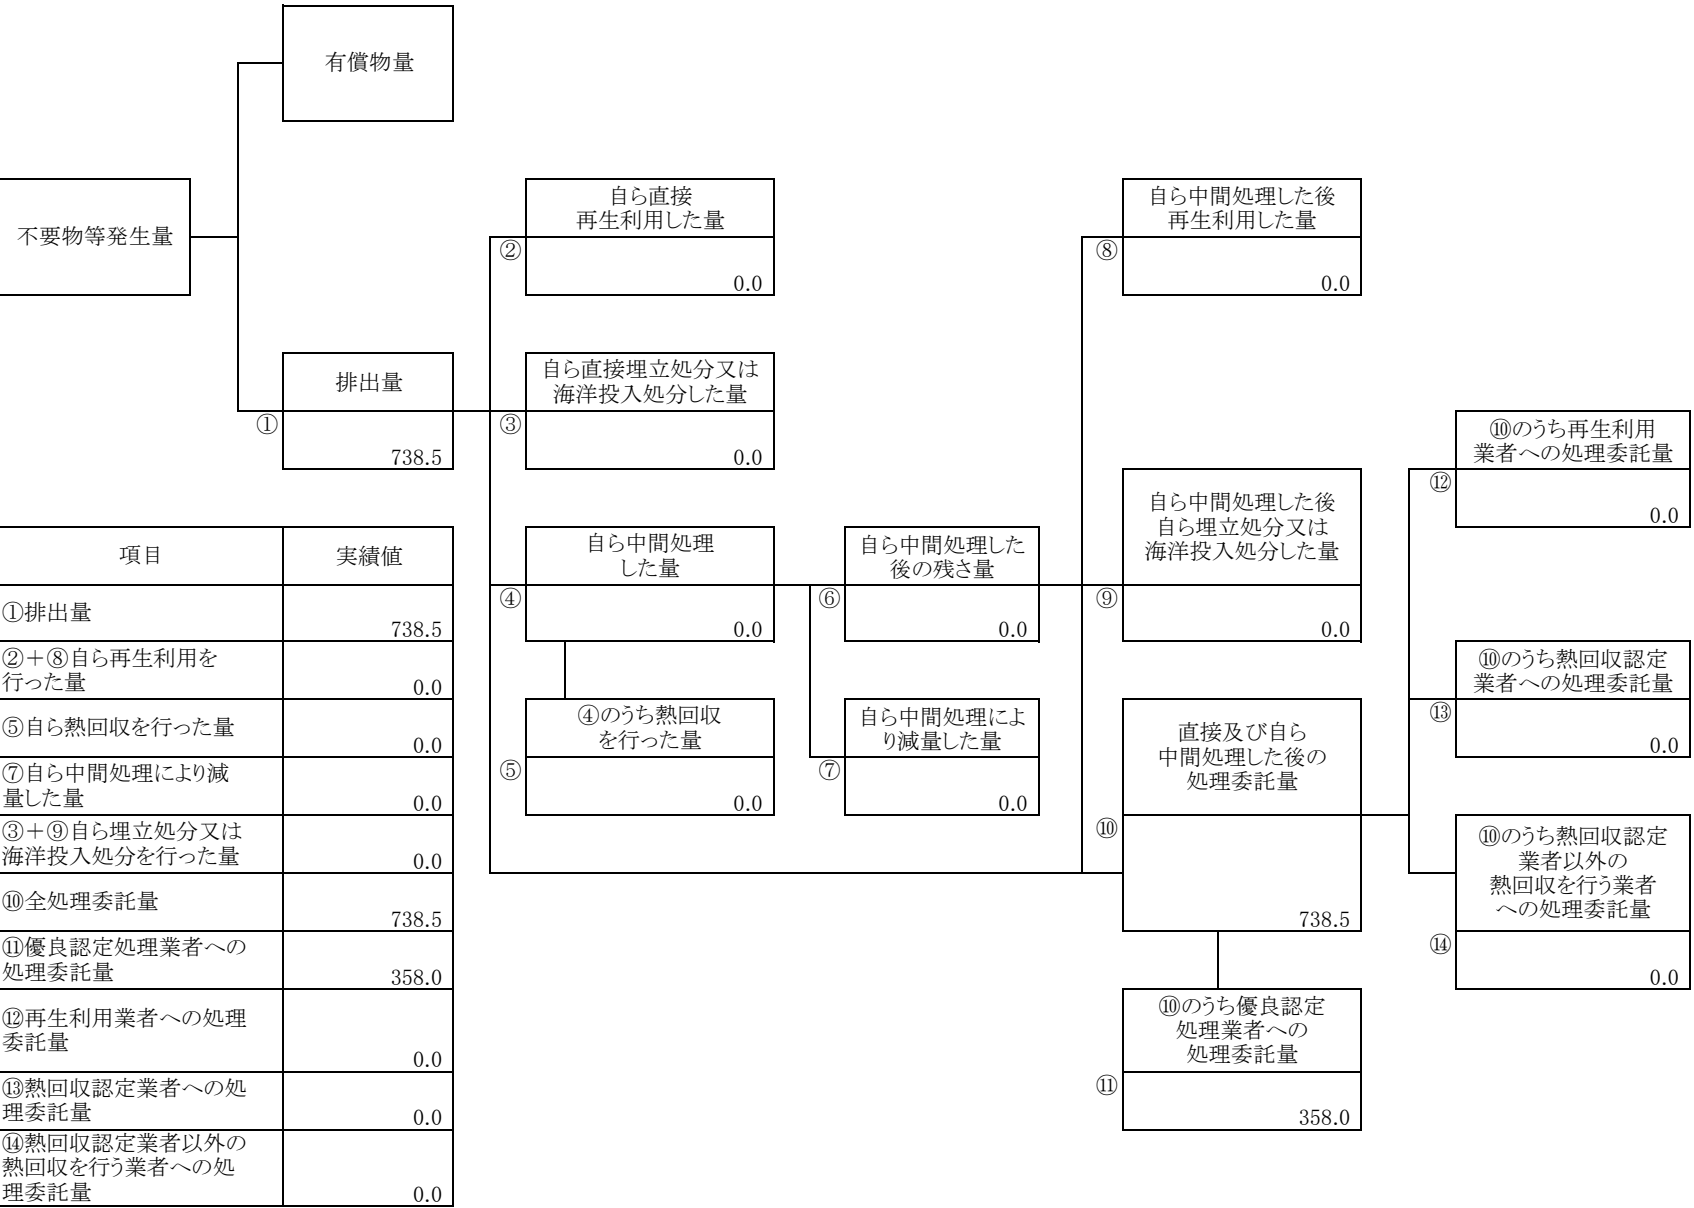 有償物量
不要物等発生量
自ら直接
再生利用した量
②
0.0
自ら中間処理した後
再生利用した量
⑧
0.0
排出量
①
738.5
自ら直接埋立処分又は
海洋投入処分した量
③
0.0
自ら中間処理
した量
④
0.0
自ら中間処理した
後の残さ量
⑥
0.0
自ら中間処理した後
自ら埋立処分又は
海洋投入処分した量
⑨
0.0
⑩のうち再生利用
業者への処理委託量
⑫
0.0
④のうち熱回収
を行った量
⑤
0.0
自ら中間処理によ
り減量した量
⑦
0.0
直接及び自ら
中間処理した後の
処理委託量
⑩
738.5
⑩のうち熱回収認定
業者への処理委託量
⑬
0.0
⑩のうち熱回収認定
業者以外の
熱回収を行う業者
への処理委託量
⑭
0.0
⑩のうち優良認定
処理業者への
処理委託量
⑪
358.0
項目 実績値
①排出量
738.5
②＋⑧自ら再生利用を
行った量
0.0
⑤自ら熱回収を行った量
0.0
⑦自ら中間処理により減
量した量
0.0
③＋⑨自ら埋立処分又は
海洋投入処分を行った量
0.0
⑩全処理委託量
738.5
⑪優良認定処理業者への
処理委託量
358.0
⑫再生利用業者への処理
委託量
0.0
⑬熱回収認定業者への処
理委託量
0.0
⑭熱回収認定業者以外の
熱回収を行う業者への処
理委託量
0.0